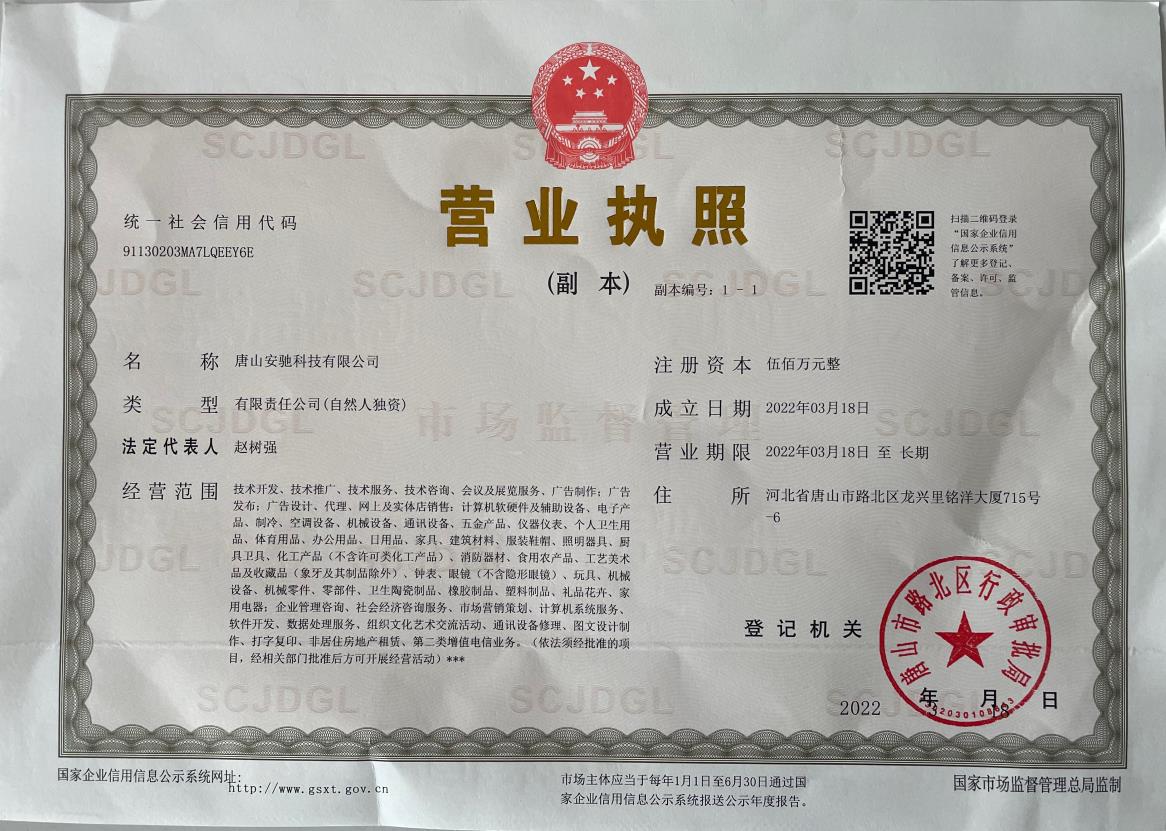 营业执照
(副 本) 副本编号：1 - 1
统一社会信用代码
91130203MA7LQEEY6E
扫描二维码登录
“国家企业信用
信息公示系统”
了解更多登记、
备案、许可、监
管信息。
名 称 唐山安驰科技有限公司
类 型 有限责任公司(自然人独资)
法定代表人 赵树强
经营范围 技术开发、技术推广、技术服务、技术咨询、会议及展览服务、广告制作；广告
发布；广告设计、代理、网上及实体店销售：计算机软硬件及辅助设备、电子产
品、制冷、空调设备、机械设备、通讯设备、五金产品、仪器仪表、个人卫生用
品、体育用品、办公用品、日用品、家具、建筑材料、服装鞋帽、照明器具、厨
具卫具、化工产品（不含许可类化工产品）、消防器材、食用农产品、工艺美术
品及收藏品（象牙及其制品除外）、钟表、眼镜（不含隐形眼镜）、玩具、机械
设备、机械零件、零部件、卫生陶瓷制品、橡胶制品、塑料制品、礼品花卉、家
用电器；企业管理咨询、社会经济咨询服务、市场营销策划、计算机系统服务、
软件开发、数据处理服务、组织文化艺术交流活动、通讯设备修理、图文设计制
作、打字复印、非居住房地产租赁、第二类增值电信业务。（依法须经批准的项
目，经相关部门批准后方可开展经营活动）***
注册资本 伍佰万元整
成立日期 2022年03月18日
营业期限 2022年03月18日 至 长期
住 所 河北省唐山市路北区龙兴里铭洋大厦715号
-6
登记机关
唐山市路北区行政审批局
2022 年 3 月 18 日
国家企业信用信息公示系统网址：
http://www.gsxt.gov.cn
市场主体应当于每年1月1日至6月30日通过国
家企业信用信息公示系统报送公示年度报告。
国家市场监督管理总局监制
SCJDGL
市场监督管理